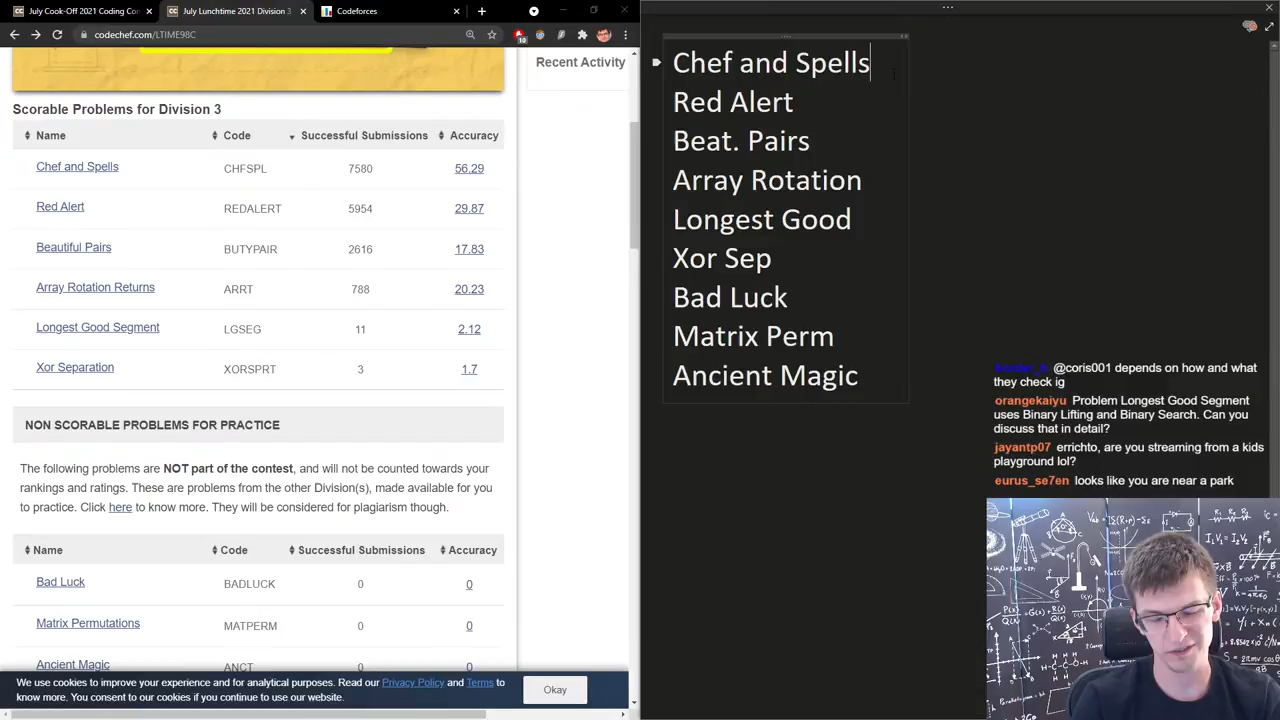 July Cook-Off 2021 Coding Con
July Lunchtime 2021 Division 3
Codeforces
codechef.com/LTIME98C
10
Recent Activity
Scorable Problems for Division 3
Name Code Successful Submissions Accuracy
Chef and Spells CHFSPL 7580 56.29
Red Alert REDALERT 5954 29.87
Beautiful Pairs BUTYPAIR 2616 17.83
Array Rotation Returns ARRT 788 20.23
Longest Good Segment LGSEG 11 2.12
Xor Separation XORSPRT 3 1.7
NON SCORABLE PROBLEMS FOR PRACTICE
The following problems are NOT part of the contest, and will not be counted towards your
rankings and ratings. These are problems from the other Division(s), made available for you
to practice. Click here to know more. They will be considered for plagiarism though.
Name Code Successful Submissions Accuracy
Bad Luck BADLUCK 0 0
Matrix Permutations MATPERM 0 0
Ancient Magic ANCT 0 0
We use cookies to improve your experience and for analytical purposes. Read our Privacy Policy and Terms to
know more. You consent to our cookies if you continue to use our website.
Okay
Chef and Spells
Red Alert
Beat. Pairs
Array Rotation
Longest Good
Xor Sep
Bad Luck
Matrix Perm
Ancient Magic
@coris001 depends on how and what
they check ig
orangekaiyu Problem Longest Good Segment
uses Binary Lifting and Binary Search. Can you
discuss that in detail?
jayantp07 errichto, are you streaming from a kids
playground lol?
eurus_se7en looks like you are near a park